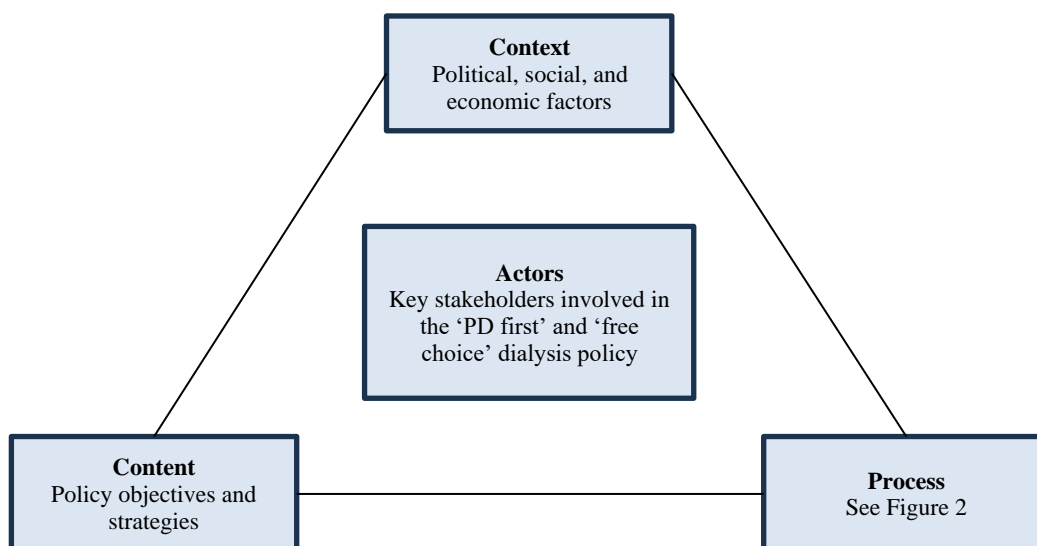 Context
Political, social, and
economic factors
Actors
Key stakeholders involved in
the ‘PD first’ and ‘free
choice’ dialysis policy
Content
Policy objectives and
strategies
Process
See Figure 2